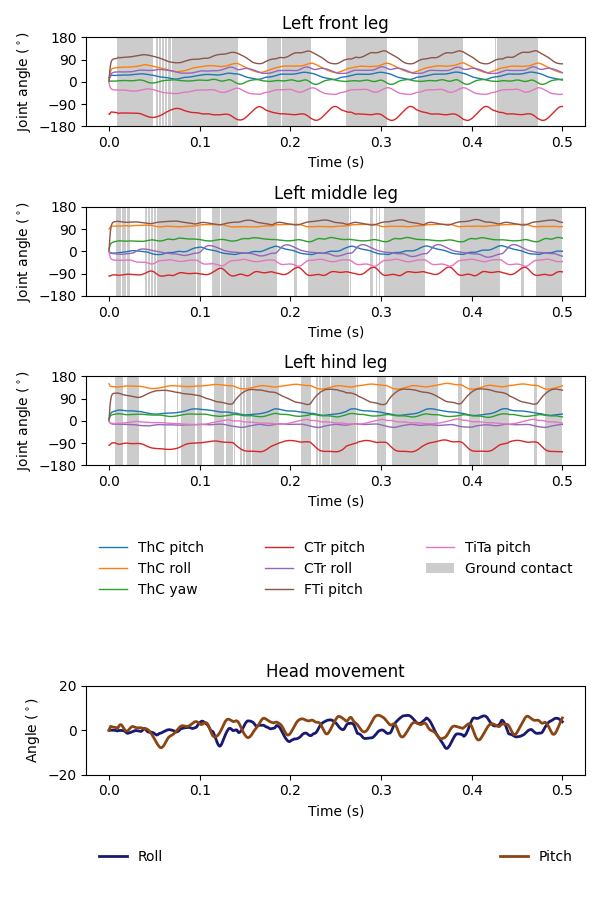 Left front leg
180
90
0
−90
−180
Joint angle (°)
0.0 0.1 0.2 0.3 0.4 0.5
Time (s)
Left middle leg
180
90
0
−90
−180
Joint angle (°)
0.0 0.1 0.2 0.3 0.4 0.5
Time (s)
Left hind leg
180
90
0
−90
−180
Joint angle (°)
0.0 0.1 0.2 0.3 0.4 0.5
Time (s)
ThC pitch CTr pitch TiTa pitch
ThC roll CTr roll Ground contact
ThC yaw FTi pitch
Head movement
20
0
−20
Angle (°)
0.0 0.1 0.2 0.3 0.4 0.5
Time (s)
Roll Pitch